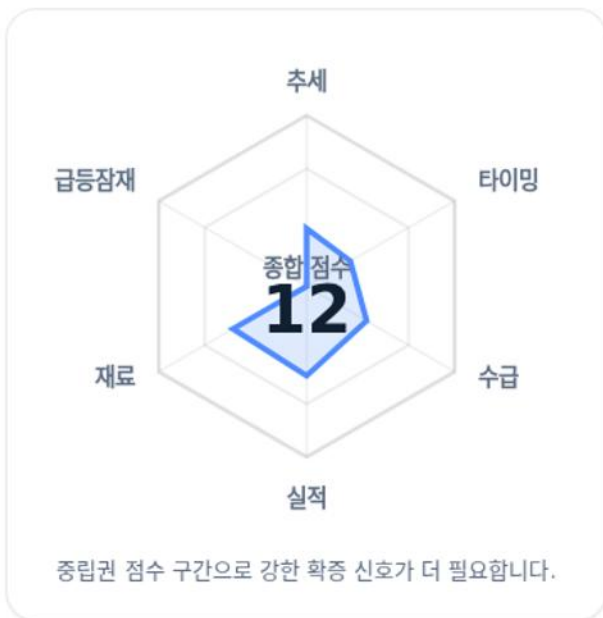 추세
급등잠재
타이밍
종합 점수
12
재료
수급
실적
중립권 점수 구간으로 강한 확증 신호가 더 필요합니다.